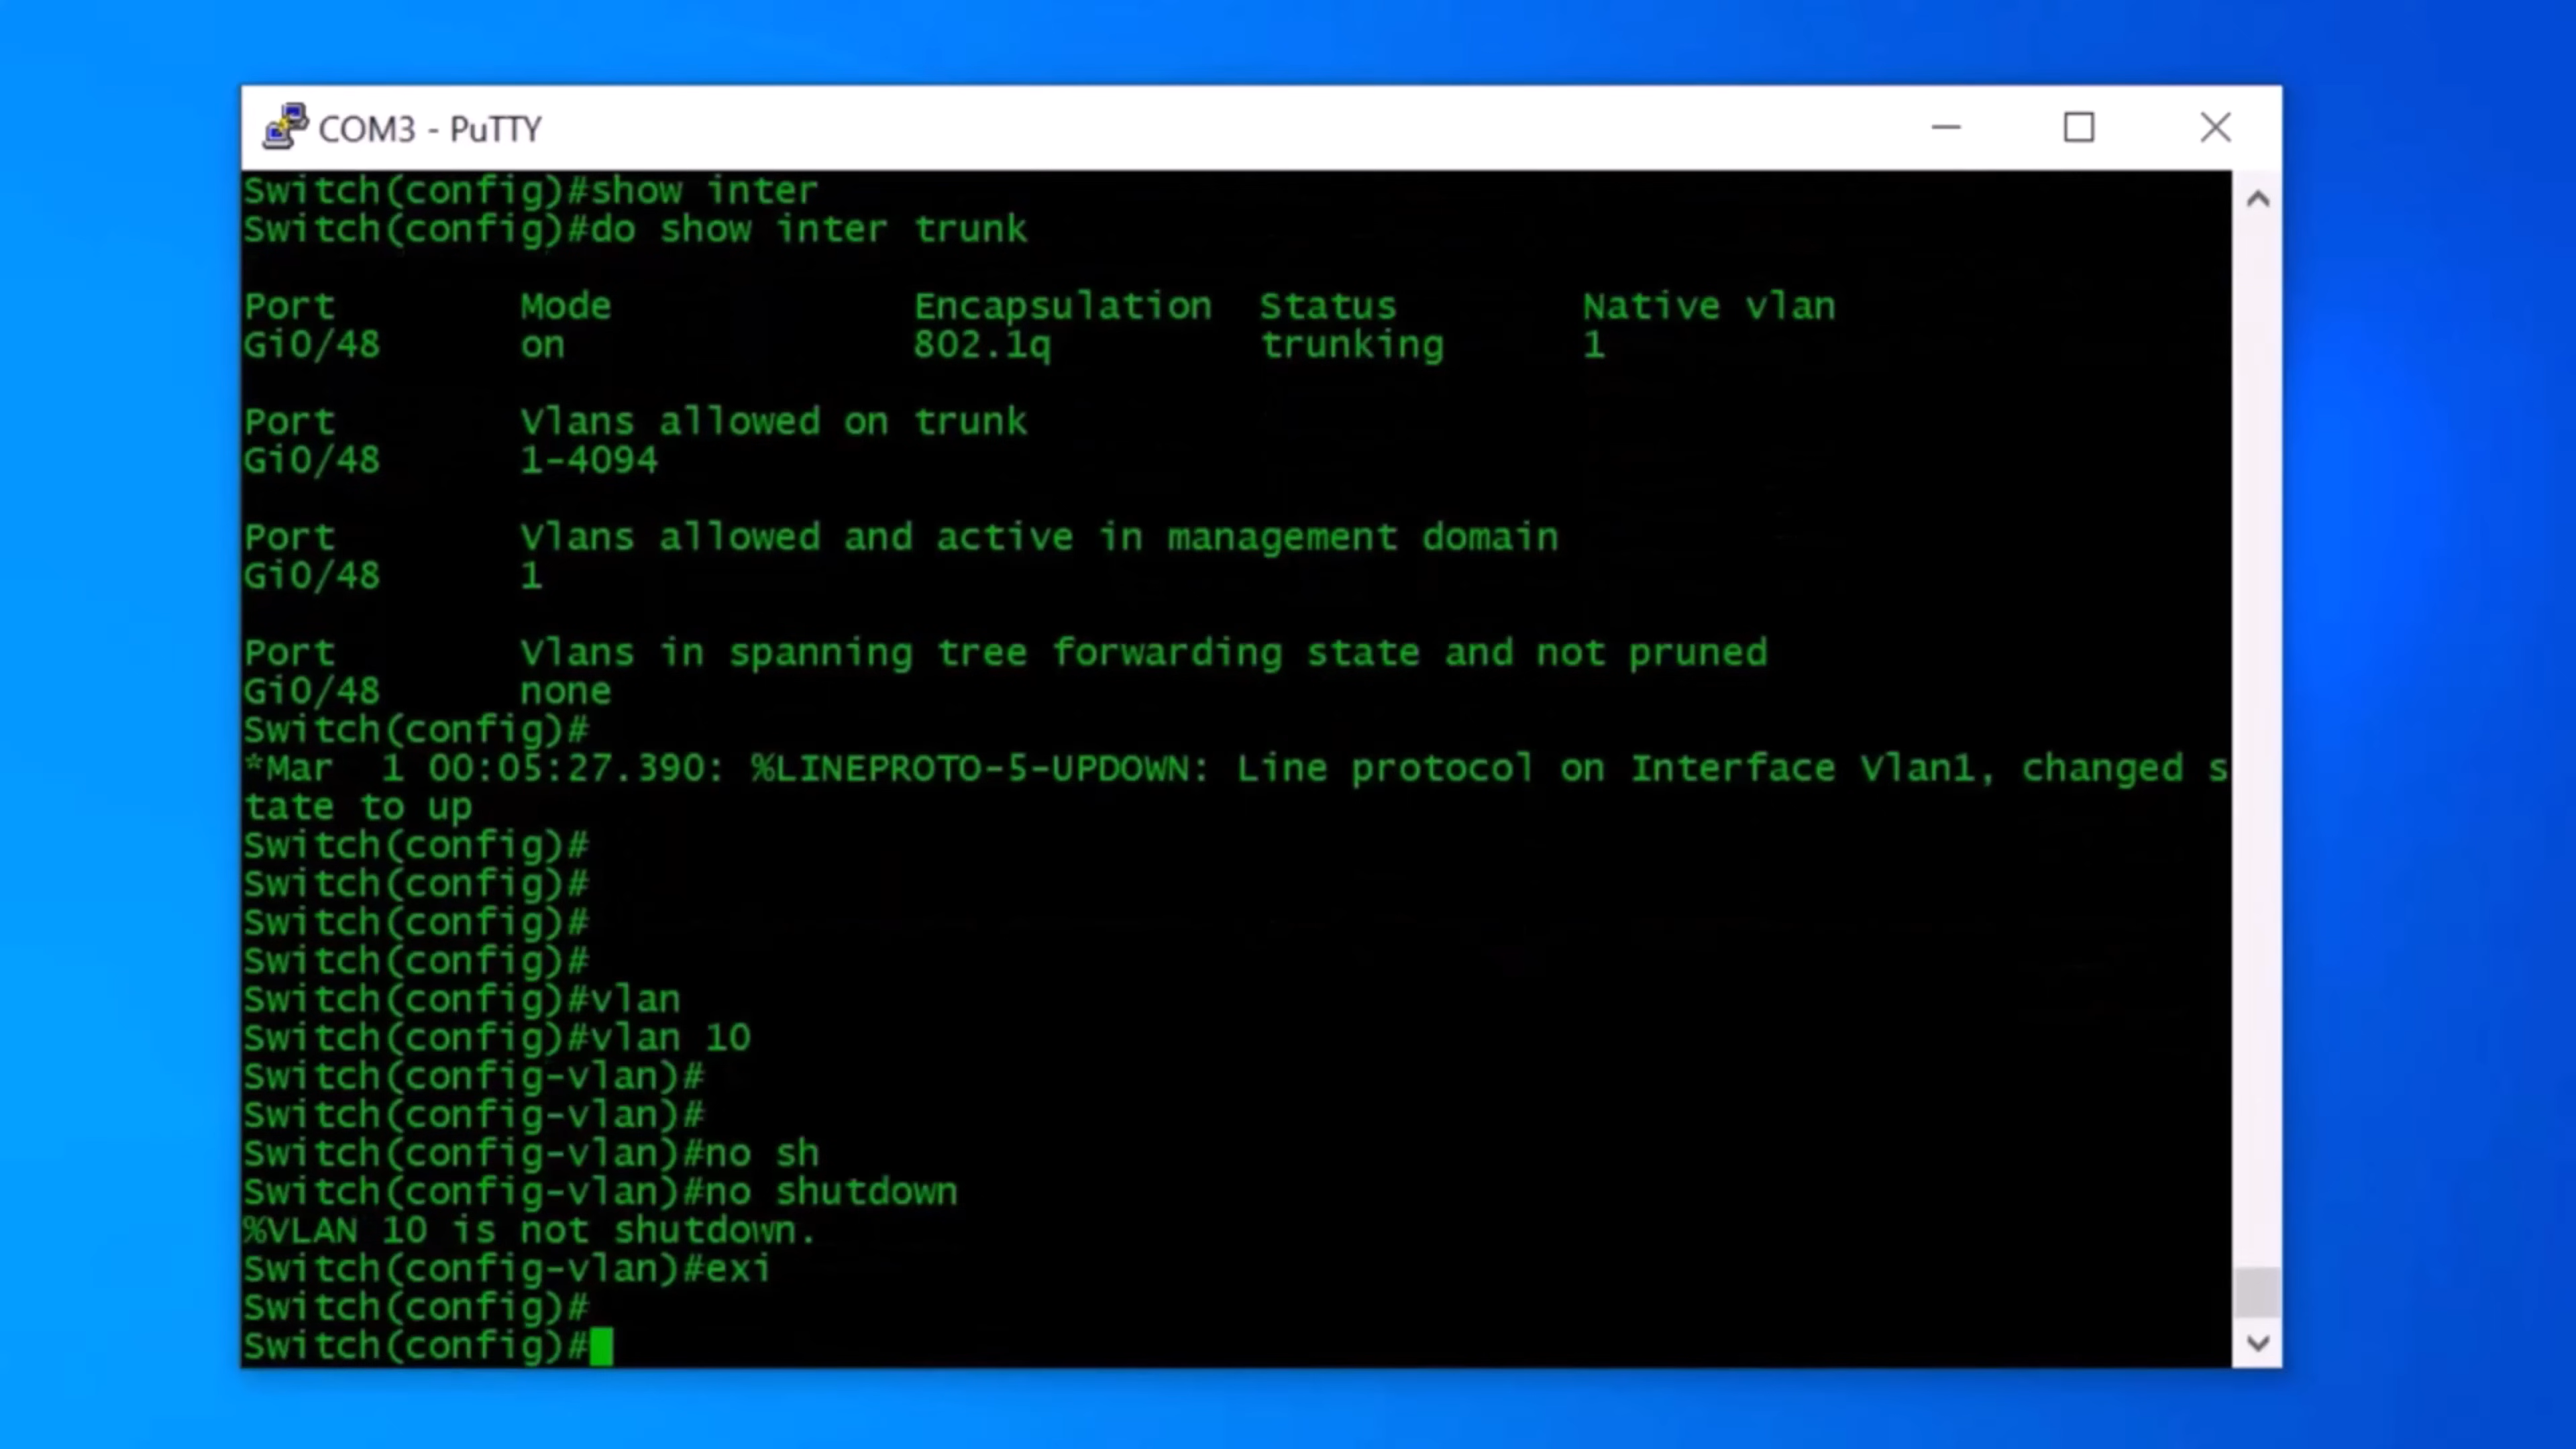 COM3 - PuTTY
Switch(config)#show inter
Switch(config)#do show inter trunk
Port Mode Encapsulation Status Native vlan
Gi0/48 on 802.1q trunking 1
Port Vlans allowed on trunk
Gi0/48 1-4094
Port Vlans allowed and active in management domain
Gi0/48 1
Port Vlans in spanning tree forwarding state and not pruned
Gi0/48 none
Switch(config)#
*Mar 1 00:05:27.390: %LINEPROTO-5-UPDOWN: Line protocol on Interface Vlan1, changed s
tate to up
Switch(config)#
Switch(config)#
Switch(config)#
Switch(config)#
Switch(config)#vlan
Switch(config)#vlan 10
Switch(config-vlan)#
Switch(config-vlan)#
Switch(config-vlan)#no sh
Switch(config-vlan)#no shutdown
%VLAN 10 is not shutdown.
Switch(config-vlan)#exi
Switch(config)#
Switch(config)#